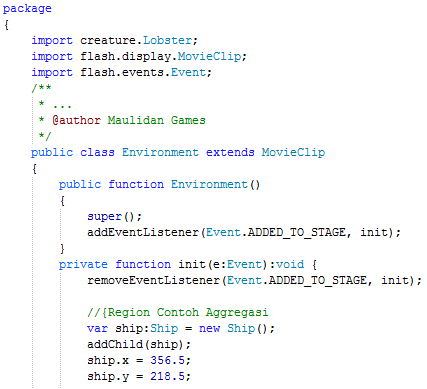 package
{
import creature.Lobster;
import flash.display.MovieClip;
import flash.events.Event;
/**
* ...
* @author Maulidan Games
*/
public class Environment extends MovieClip
{
public function Environment()
{
super();
addEventListener(Event.ADDED_TO_STAGE, init);
}
private function init(e:Event):void {
removeEventListener(Event.ADDED_TO_STAGE, init);
//{Region Contoh Aggregasi
var ship:Ship = new Ship();
addChild(ship);
ship.x = 356.5;
ship.y = 218.5;